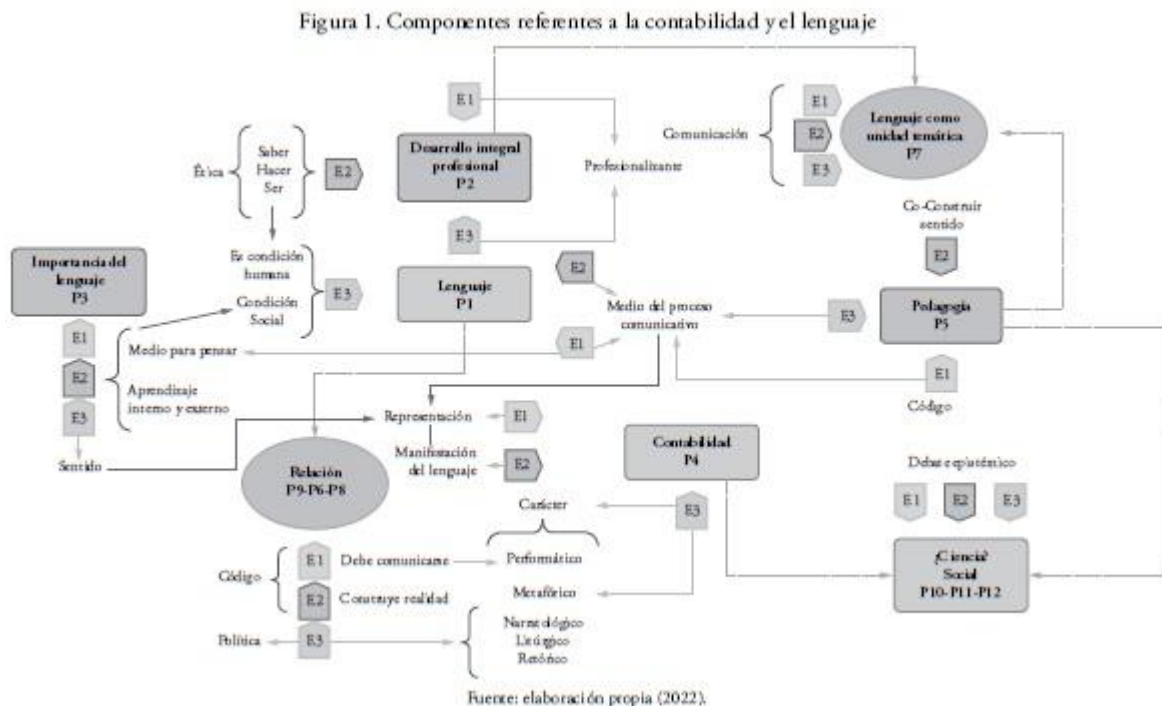 Figura 1. Componentes referentes a la contabilidad y el lenguaje
E1
Desarrollo integral
profesional
P2
E3
Profesionalizante
Comunicación
E1
E2
E3
Lenguaje como
unidad temática
P7
Ética
Saber
Hacer
Ser
E2
Es condición
humana
Condición
Social
E3
Importancia del
lenguaje
P3
E1
E2
E3
Medio para pensar
Aprendizaje
interno y externo
Sentido
Lenguaje
P1
E2
Medio del proceso
comunicativo
E1
Co-Construir
sentido
E2
E3
Pedagogía
P5
E1
Código
Representación
E1
Manifestación
del lenguaje
E2
Relación
P9-P6-P8
Contabilidad
P4
E3
Debate epistémico
E1
E2
E3
¿Ciencia?
Social
P10-P11-P12
Carácter
Performático
Metafórico
Código
E1
Debe comunicarse
E2
Construye realidad
Política
E3
Narratológico
Litúrgico
Retórico
Fuente: elaboración propia (2022).